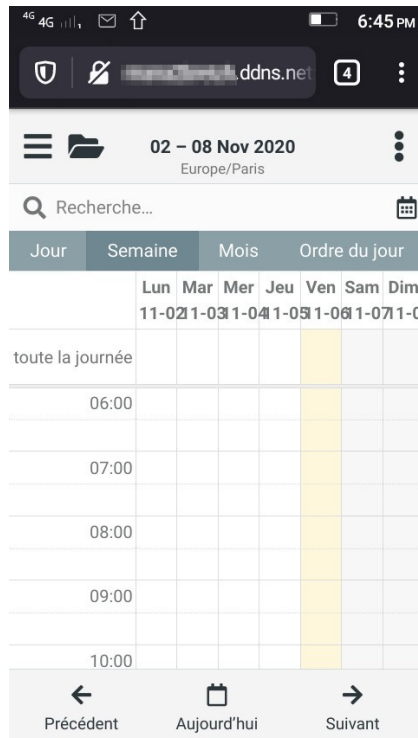 4G 4G 6:45 PM
.ddns.net 4
02 – 08 Nov 2020
Europe/Paris
Recherche...
Jour Semaine Mois Ordre du jour
Lun Mar Mer Jeu Ven Sam Dim
11-02 11-03 11-04 11-05 11-06 11-07 11-0
toute la journée
06:00
07:00
08:00
09:00
10:00
Précédent Aujourd'hui Suivant